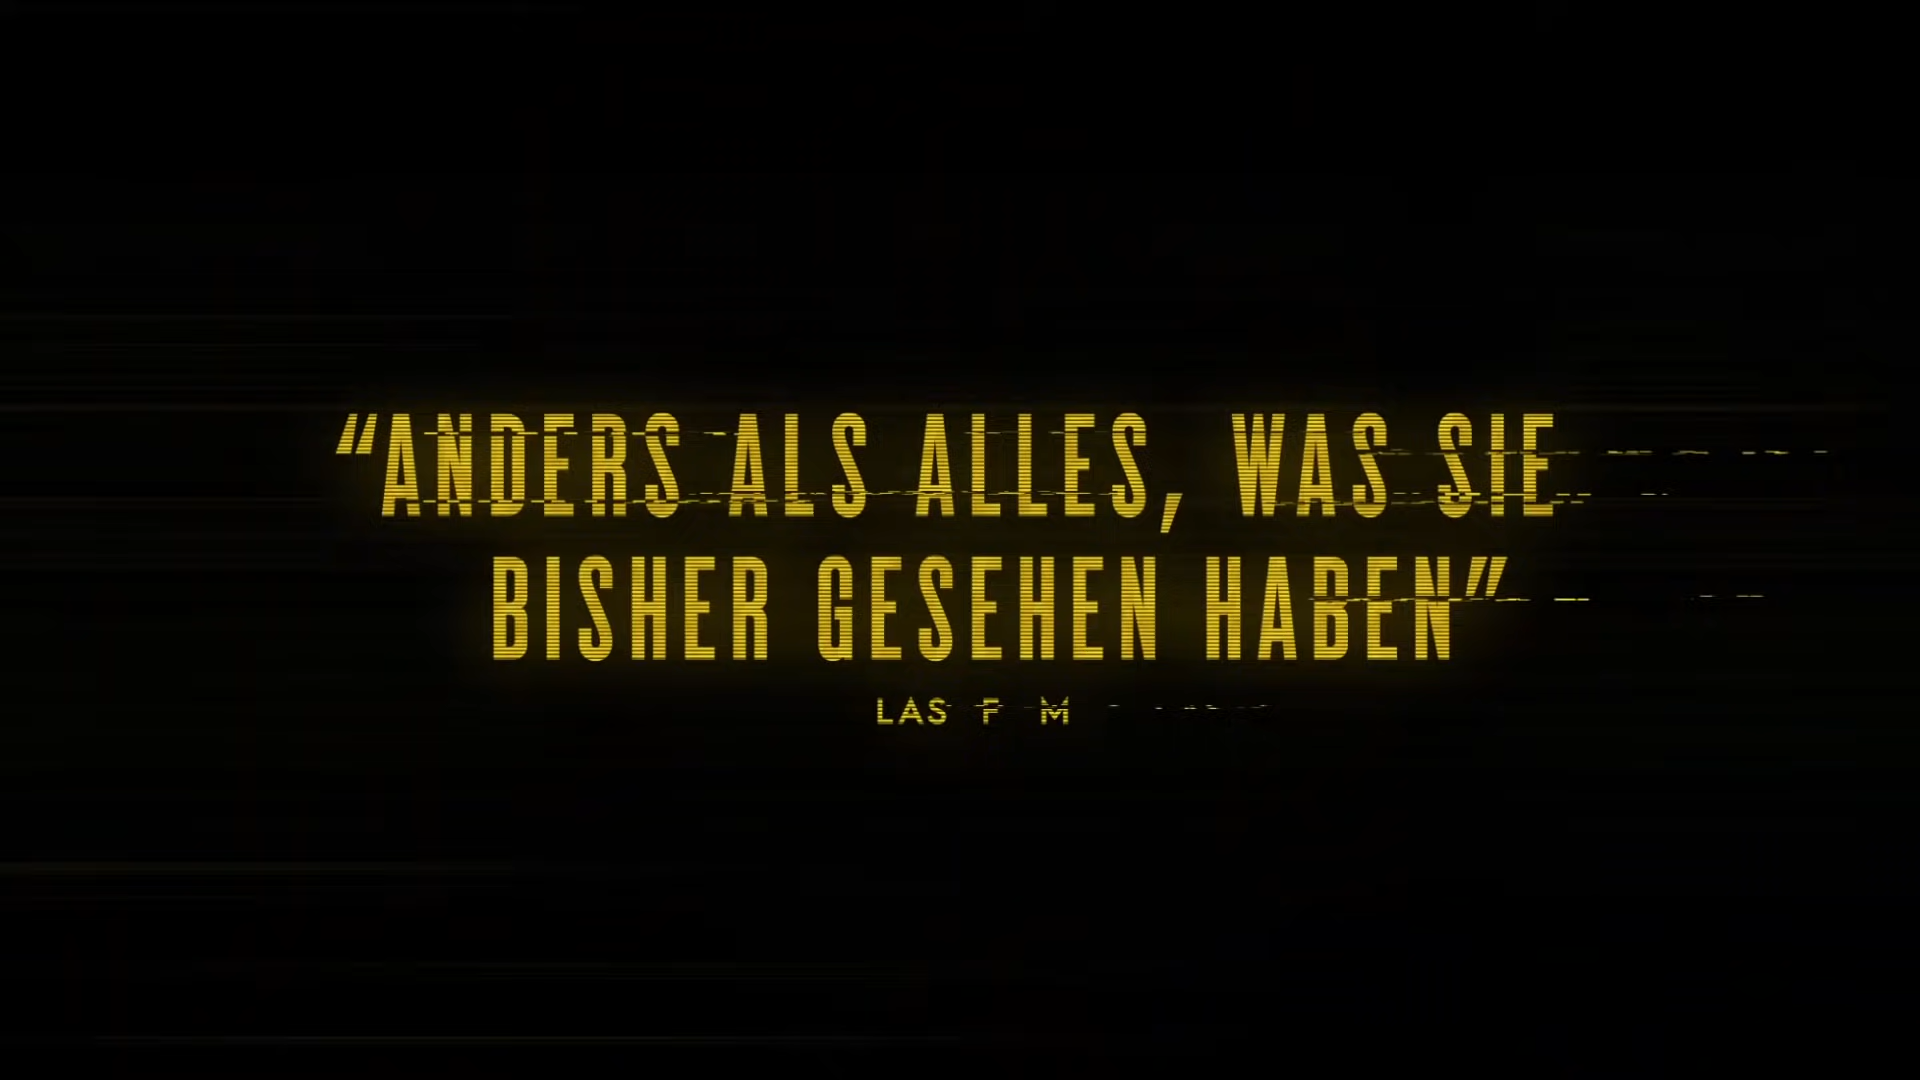 “ANDERS ALS ALLES, WAS SIE
BISHER GESEHEN HABEN”
LAS F M